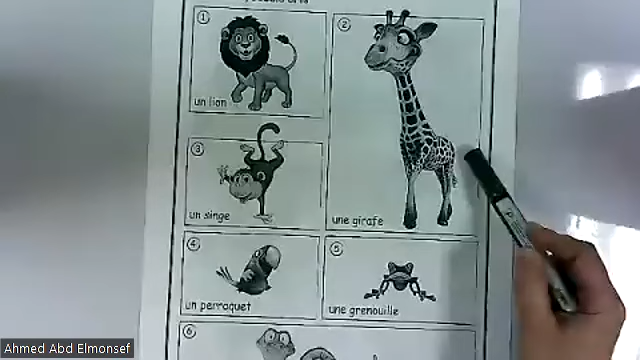 1
un lion
2
une girafe
3
un singe
4
un perroquet
5
une grenouille
6
Ahmed Abd Elmonsef